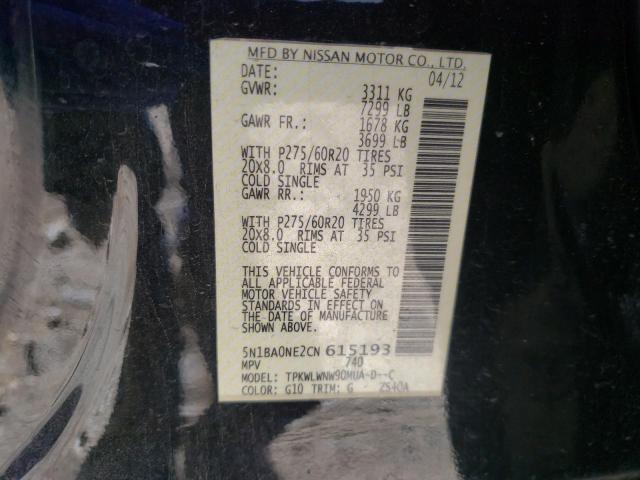 MFD BY NISSAN MOTOR CO., LTD.
DATE: 04/12
GVWR: 3311 KG
7299 LB
GAWR FR.: 1678 KG
3699 LB
WITH P275/60R20 TIRES
20X8.0 RIMS AT 35 PSI
COLD SINGLE
GAWR RR.: 1950 KG
4299 LB
WITH P275/60R20 TIRES
20X8.0 RIMS AT 35 PSI
COLD SINGLE
THIS VEHICLE CONFORMS TO
ALL APPLICABLE FEDERAL
MOTOR VEHICLE SAFETY
STANDARDS IN EFFECT ON
THE DATE OF MANUFACTURE
SHOWN ABOVE.
5N1BA0NE2CN 615193
MPV 740
MODEL: TPKWLWNW90MUA-D--C
COLOR: G10 TRIM: G ZS40A